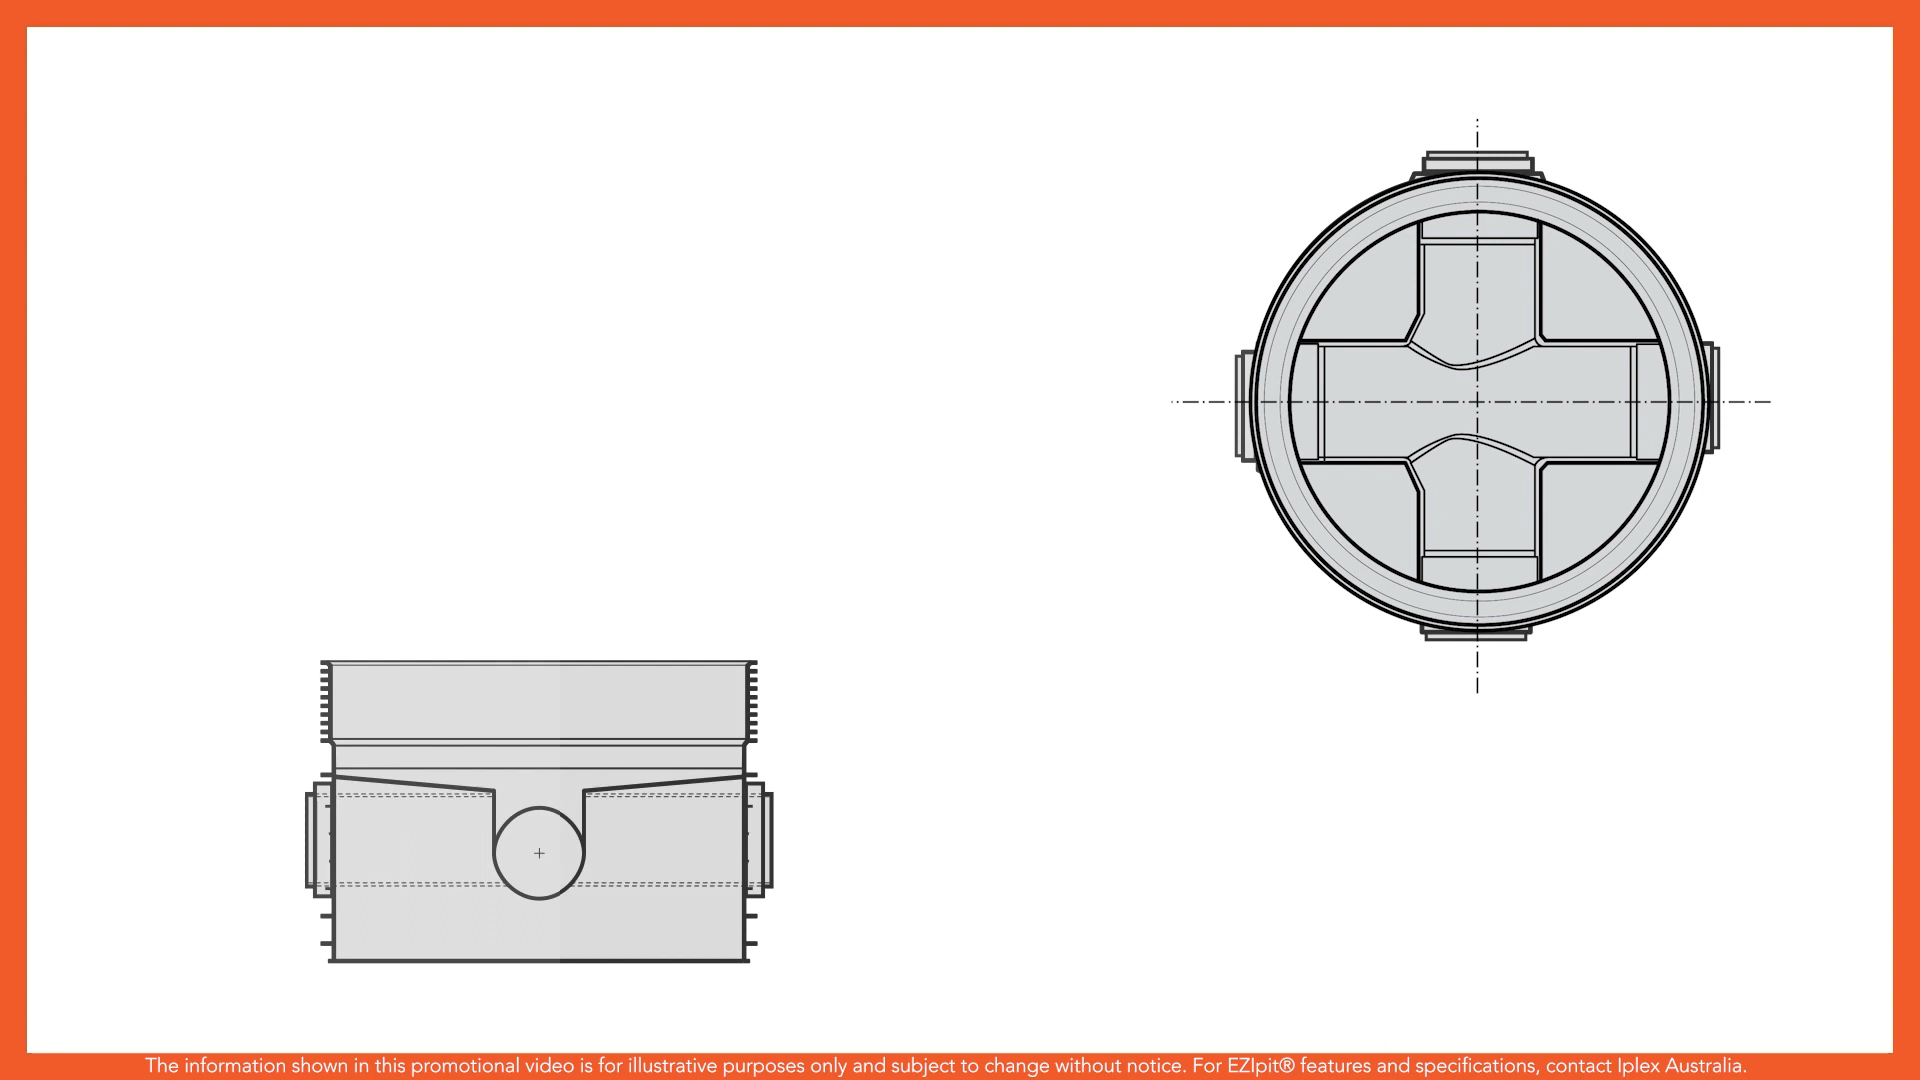 The information shown in this promotional video is for illustrative purposes only and subject to change without notice. For EZIpit® features and specifications, contact Iplex Australia.